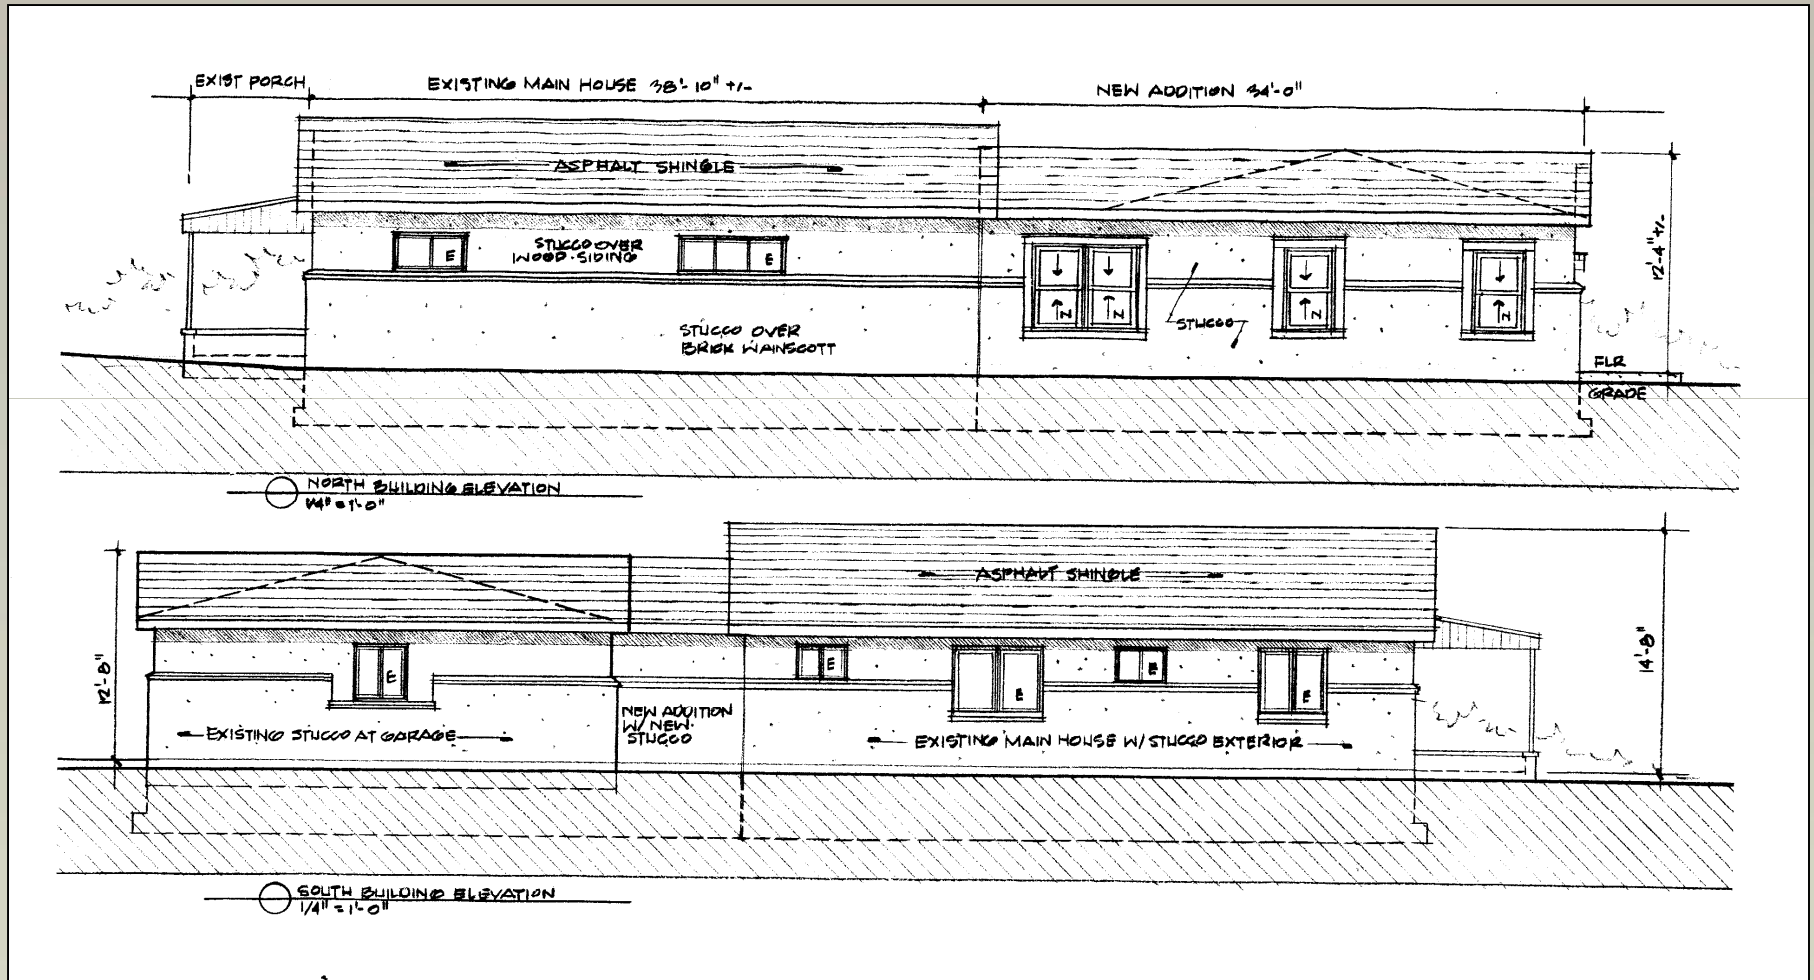 EXIST PORCH
EXISTING MAIN HOUSE 38'-10" +/-
NEW ADDITION 34'-0"
ASPHALT SHINGLE
STUCCO OVER
WOOD SIDING
E
E
STUCCO OVER
BRICK WAINSCOTT
STUCCO
N
N
N
N
12'-4" +/-
FLR
GRADE
NORTH BUILDING ELEVATION
1/4" = 1'-0"
ASPHALT SHINGLE
12'-8"
14'-8"
E
E
E
E
E
EXISTING STUCCO AT GARAGE
NEW ADDITION
W/ NEW
STUCCO
EXISTING MAIN HOUSE W/ STUCCO EXTERIOR
SOUTH BUILDING ELEVATION
1/4" = 1'-0"